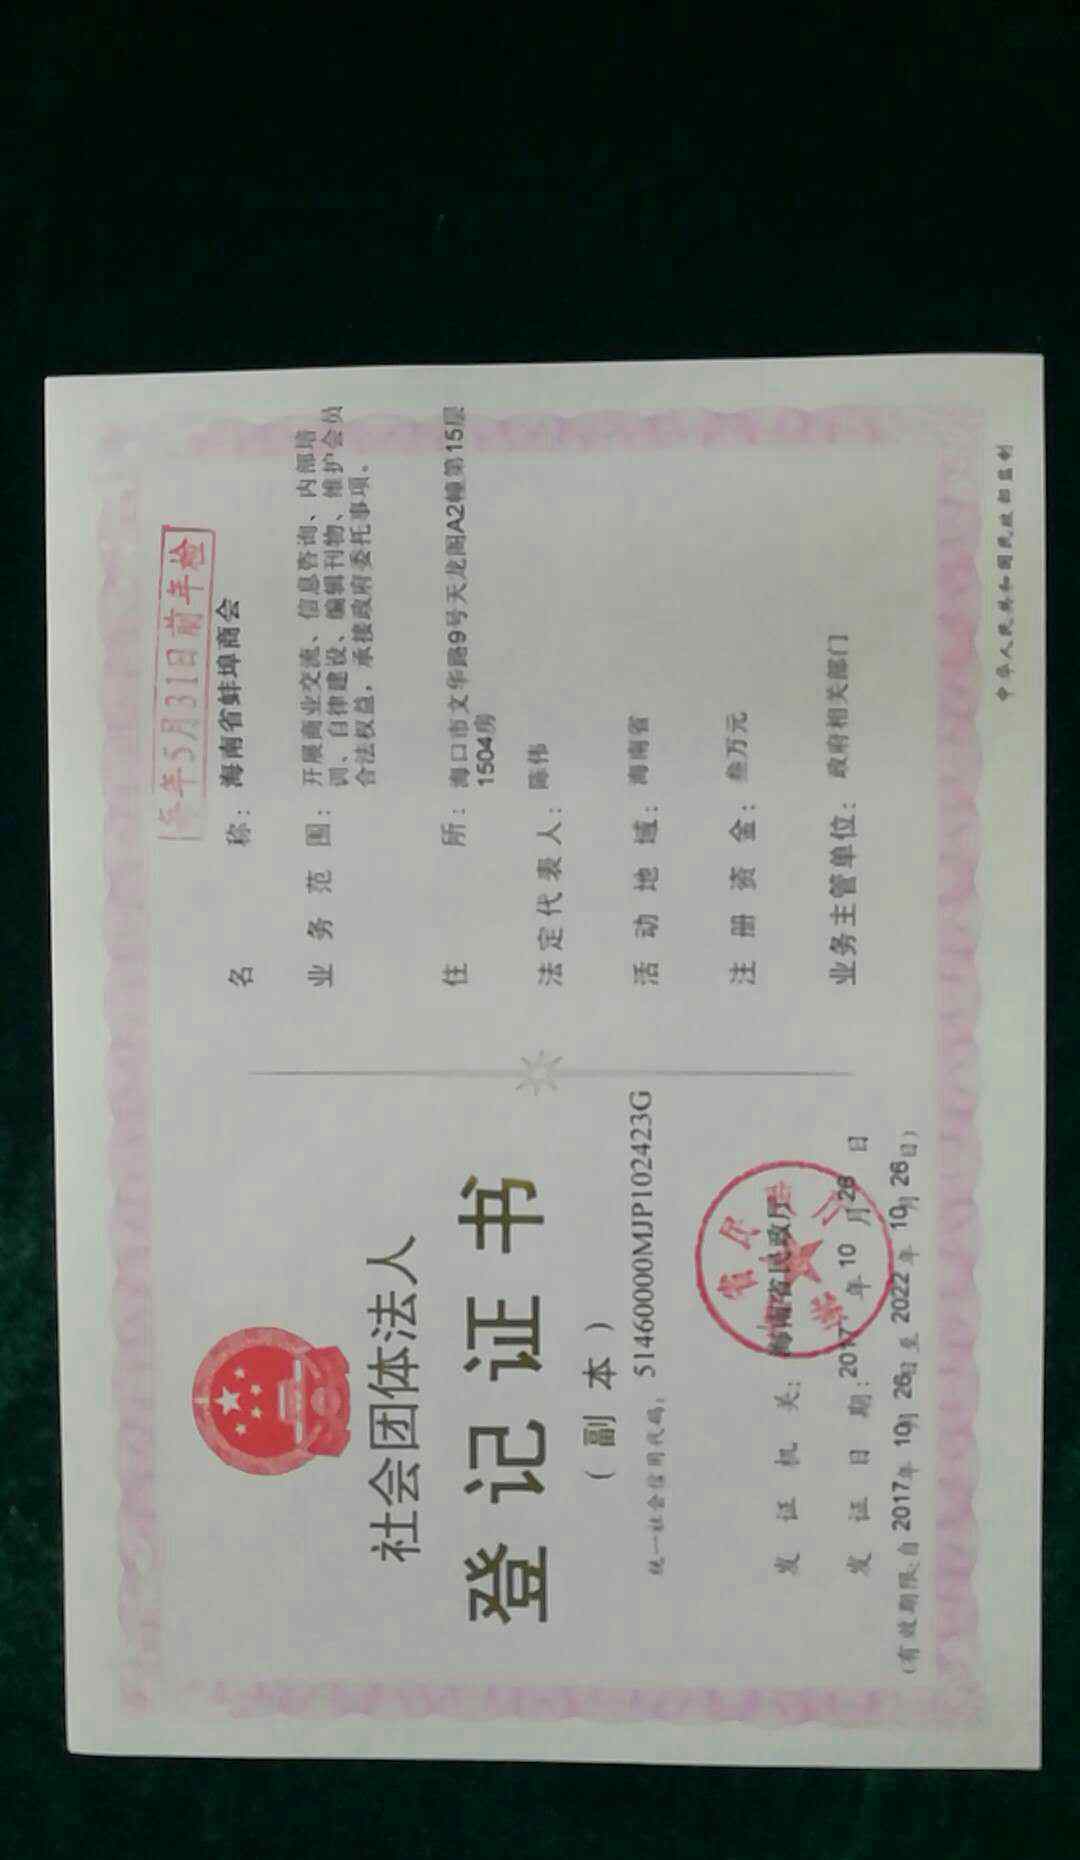 社会团体法人
登记证书
（副本）
统一社会信用代码：51460000MJP102423G
发证机关：海南省民政厅
发证日期：2017年10月26日
（有效期限：自2017年10月26日至2022年10月26日）
每年5月31日前年检
名称：海南省蚌埠商会
业务范围：开展商业交流、信息咨询、内部培
训、自律建设、编辑刊物、维护会员
合法权益，承接政府委托事项。
住所：海口市文华路9号天龙阁A2幢第15层
1504房
法定代表人：陈伟
活动地域：海南省
注册资金：叁万元
业务主管单位：政府相关部门
中华人民共和国民政部监制